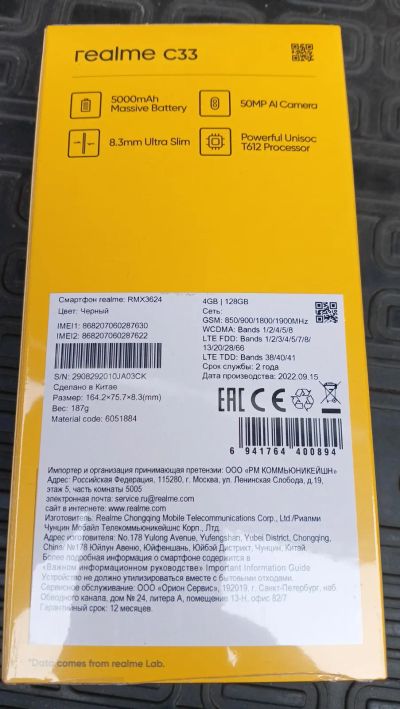 realme C33
5000mAh
Massive Battery
50MP AI Camera
8.3mm Ultra Slim
Powerful Unisoc
T612 Processor
Смартфон realme: RMX3624
Цвет: Черный
IMEI1: 868207060287630
IMEI2: 868207060287622
S/N: 2908292010JA03CK
Сделано в Китае
Размер: 164.2×75.7×8.3(mm)
Вес: 187g
Material code: 6051884
4GB | 128GB
Сеть:
GSM: 850/900/1800/1900MHz
WCDMA: Bands 1/2/4/5/8
LTE FDD: Bands 1/2/3/4/5/7/8/
13/20/28/66
LTE TDD: Bands 38/40/41
Срок службы: 2 года
Дата производства: 2022.09.15
EAC CE
6 941764 400894
Импортер и организация принимающая претензии: ООО «РМ КОММЬЮНИКЕЙШН»
Адрес: Российская Федерация, 115280, г. Москва, ул. Ленинская Слобода, д.19,
этаж 5, часть комнаты 5005
электронная почта: service.ru@realme.com
сайт в интернете: www.realme.com
Изготовитель: Realme Chongqing Mobile Telecommunications Corp., Ltd./Риалми
Чунцин Мобайл Телекоммьюникейшнс Корп., Лтд.
Адрес изготовителя: No.178 Yulong Avenue, Yufengshan, Yubei District, Chongqing,
China/ №178 Юйлун Авеню, Юйфеншань, Юйбэй Дистрикт, Чунцин, Китай.
Более подробная информация о смартфоне содержится в
«Важном информационном руководстве» Important Information Guide
Устройство не должно утилизироваться вместе с бытовыми отходами.
Сервисное обслуживание: ООО «Орион Сервис», 192019, г. Санкт-Петербург, наб.
Обводного канала, дом № 24, литера А, помещение 13-Н, офис 82/7
Гарантийный срок: 12 месяцев.
*Data comes from realme Lab.